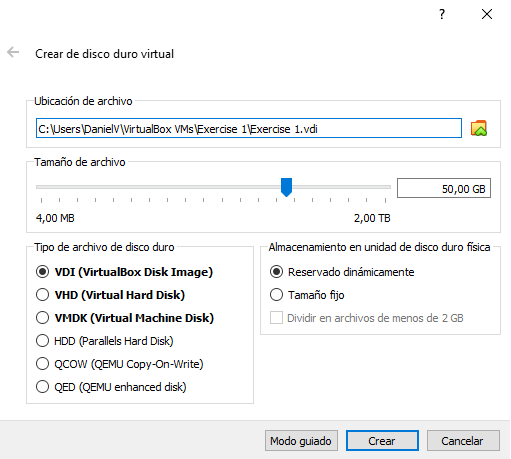 ?
Crear de disco duro virtual
Ubicación de archivo
C:\Users\DanielV\VirtualBox VMs\Exercise 1\Exercise 1.vdi
Tamaño de archivo
50,00 GB
4,00 MB 2,00 TB
Tipo de archivo de disco duro
VDI (VirtualBox Disk Image)
VHD (Virtual Hard Disk)
VMDK (Virtual Machine Disk)
HDD (Parallels Hard Disk)
QCOW (QEMU Copy-On-Write)
QED (QEMU enhanced disk)
Almacenamiento en unidad de disco duro física
Reservado dinámicamente
Tamaño fijo
Dividir en archivos de menos de 2 GB
Modo guiado Crear Cancelar